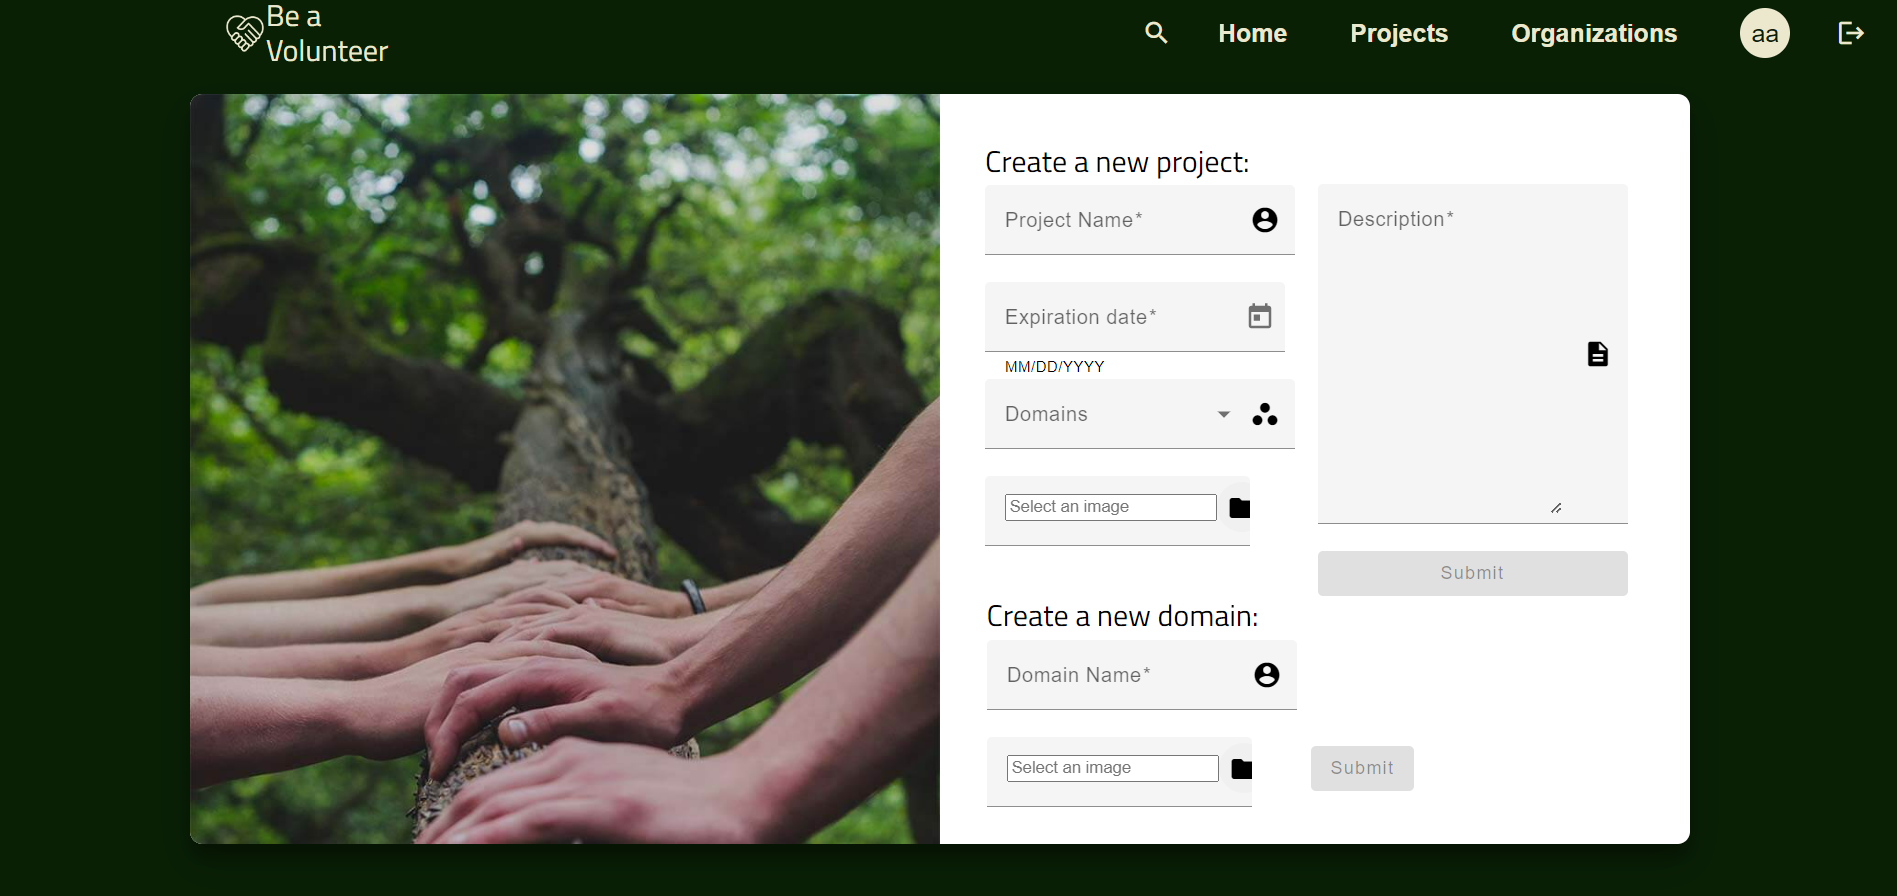 Be a
Volunteer
Home
Projects
Organizations
aa
Create a new project:
Project Name*
Description*
Expiration date*
MM/DD/YYYY
Domains
Select an image
Submit
Create a new domain:
Domain Name*
Select an image
Submit